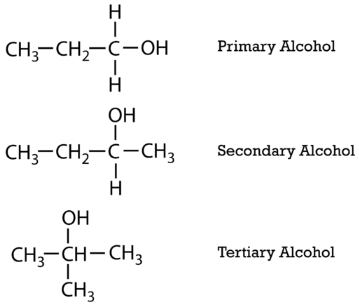 H
CH3–CH2–C–OH Primary Alcohol
H
OH
CH3–CH2–C–CH3 Secondary Alcohol
H
OH
CH3–CH–CH3 Tertiary Alcohol
CH3